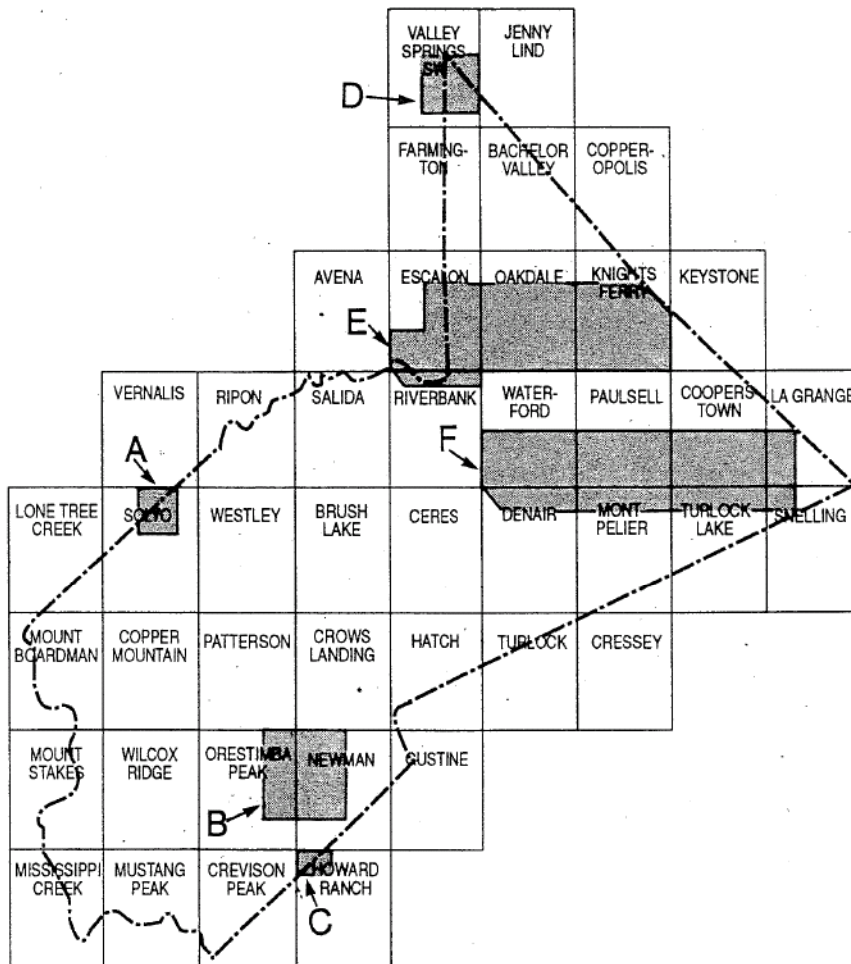 VALLEY
SPRINGS
SW
JENNY
LIND
D
FARMING-
TON
BACHELOR
VALLEY
COPPER-
OPOLIS
AVENA
ESCALON
OAKDALE
KNIGHTS
FERRY
KEYSTONE
E
VERNALIS
RIPON
SALIDA
RIVERBANK
WATER-
FORD
PAULSELL
COOPERS
TOWN
LA GRANGE
A
F
LONE TREE
CREEK
SOLYO
WESTLEY
BRUSH
LAKE
CERES
DENAIR
MONT
PELIER
TURLOCK
LAKE
SNELLING
MOUNT
BOARDMAN
COPPER
MOUNTAIN
PATTERSON
CROWS
LANDING
HATCH
TURLOCK
CRESSEY
MOUNT
STAKES
WILCOX
RIDGE
ORESTIMBA
PEAK
NEWMAN
GUSTINE
B
MISSISSIPPI
CREEK
MUSTANG
PEAK
CREVISON
PEAK
HOWARD
RANCH
C